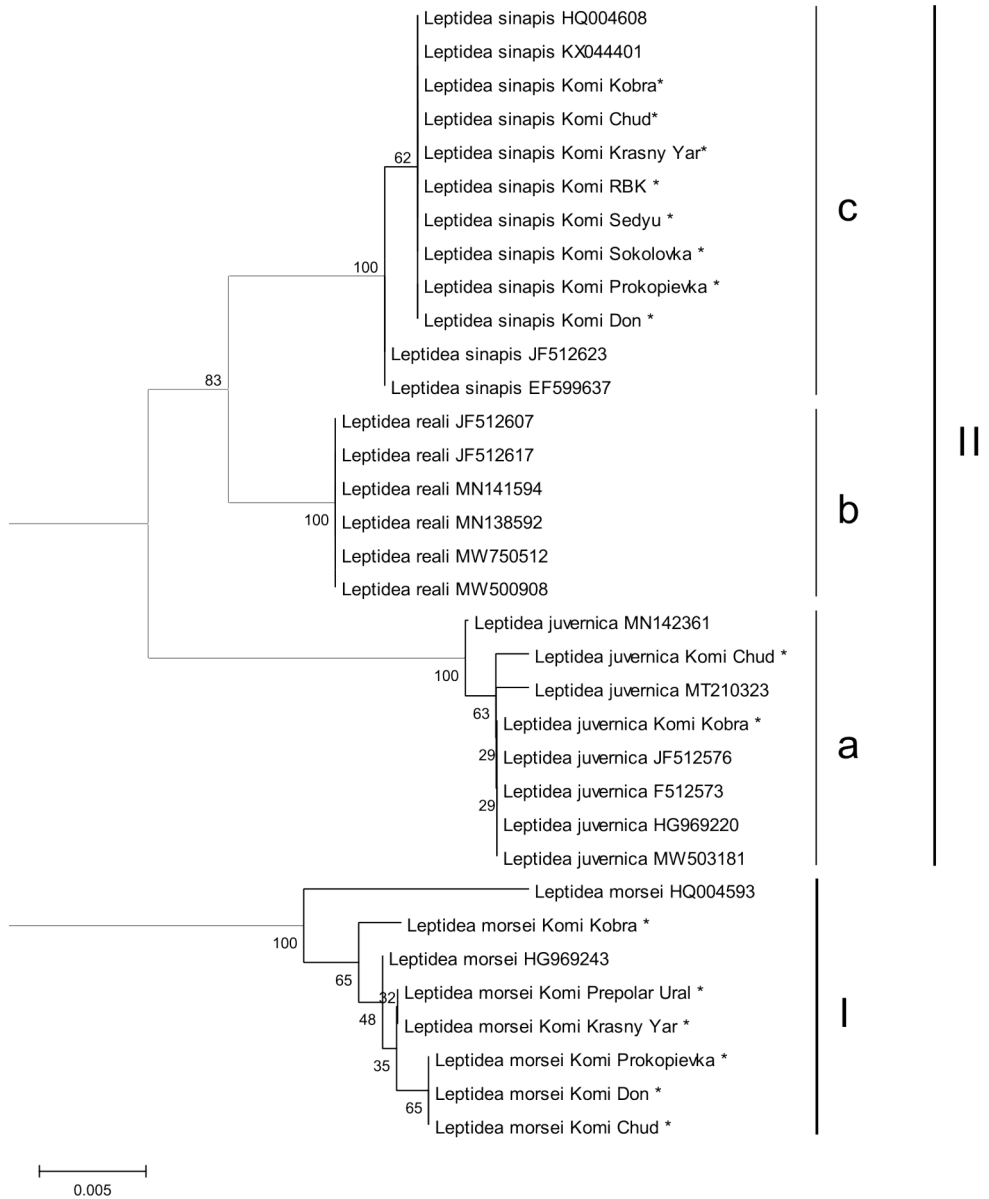 Leptidea sinapis HQ004608
Leptidea sinapis KX044401
Leptidea sinapis Komi Kobra*
Leptidea sinapis Komi Chud*
62 Leptidea sinapis Komi Krasny Yar*
Leptidea sinapis Komi RBK *
c
Leptidea sinapis Komi Sedyu *
Leptidea sinapis Komi Sokolovka *
100
Leptidea sinapis Komi Prokopievka *
Leptidea sinapis Komi Don *
Leptidea sinapis JF512623
83
Leptidea sinapis EF599637
Leptidea reali JF512607
II
Leptidea reali JF512617
Leptidea reali MN141594
b
100 Leptidea reali MN138592
Leptidea reali MW750512
Leptidea reali MW500908
Leptidea juvernica MN142361
Leptidea juvernica Komi Chud *
100
Leptidea juvernica MT210323
63
Leptidea juvernica Komi Kobra *
a
29 Leptidea juvernica JF512576
Leptidea juvernica F512573
29
Leptidea juvernica HG969220
Leptidea juvernica MW503181
Leptidea morsei HQ004593
Leptidea morsei Komi Kobra *
100
Leptidea morsei HG969243
65
32 Leptidea morsei Komi Prepolar Ural *
I
48 Leptidea morsei Komi Krasny Yar *
Leptidea morsei Komi Prokopievka *
35
Leptidea morsei Komi Don *
65
Leptidea morsei Komi Chud *
0.005